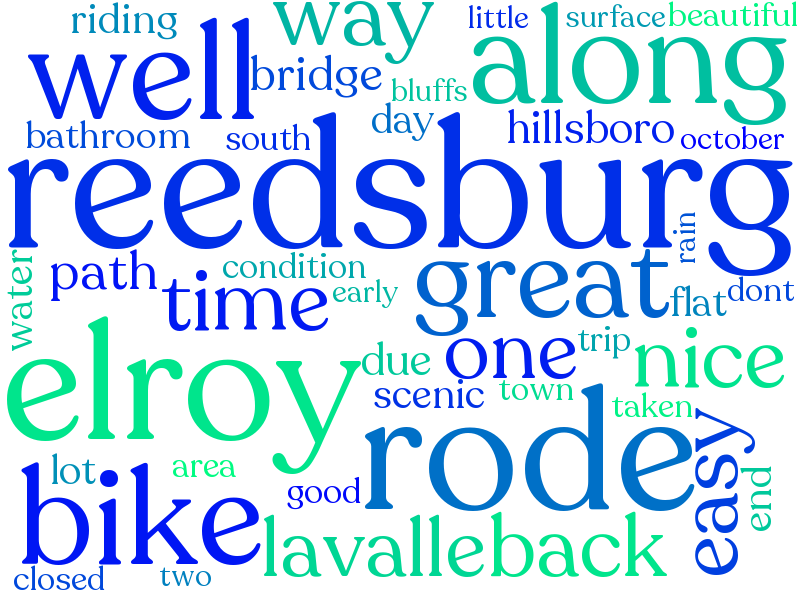 riding
way
little
surface
beautiful
well
bridge
along
bluffs
bathroom
south
day
hillsboro
october
reedsburg
rain
water
path
condition
time
early
great
flat
dont
elroy
due
one
trip
nice
scenic
town
taken
rode
easy
lot
area
bike
good
end
lavalle
back
closed
two